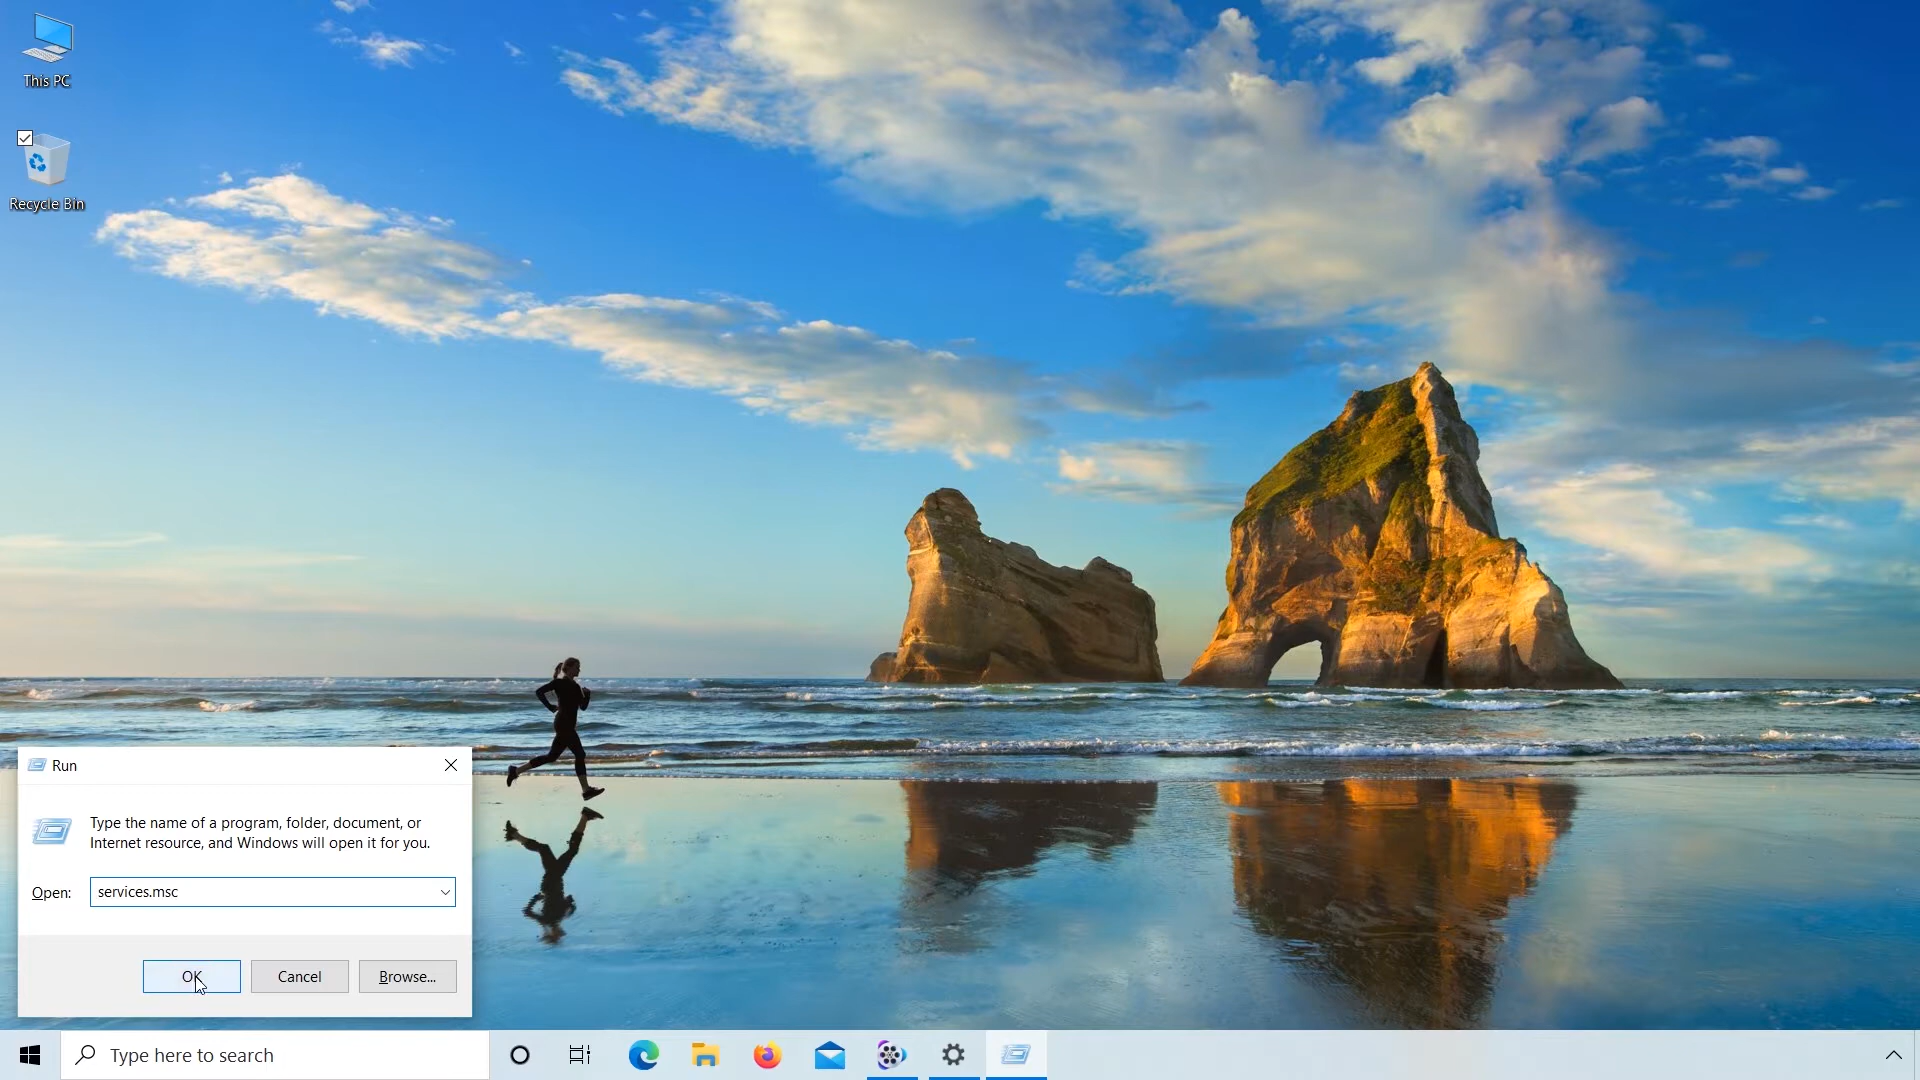 This PC
Recycle Bin
Run
Type the name of a program, folder, document, or
Internet resource, and Windows will open it for you.
Open: services.msc
OK Cancel Browse...
Type here to search